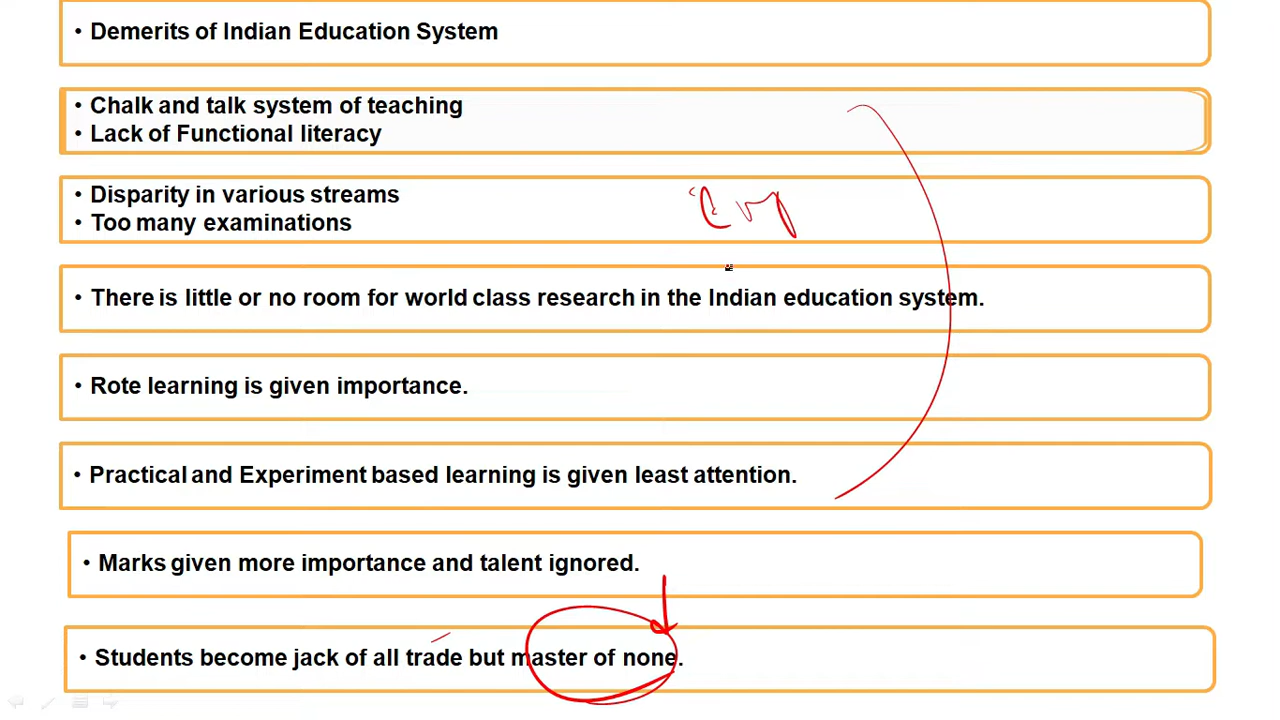 • Demerits of Indian Education System
• Chalk and talk system of teaching
• Lack of Functional literacy
• Disparity in various streams
• Too many examinations
• There is little or no room for world class research in the Indian education system.
• Rote learning is given importance.
• Practical and Experiment based learning is given least attention.
• Marks given more importance and talent ignored.
• Students become jack of all trade but master of none.